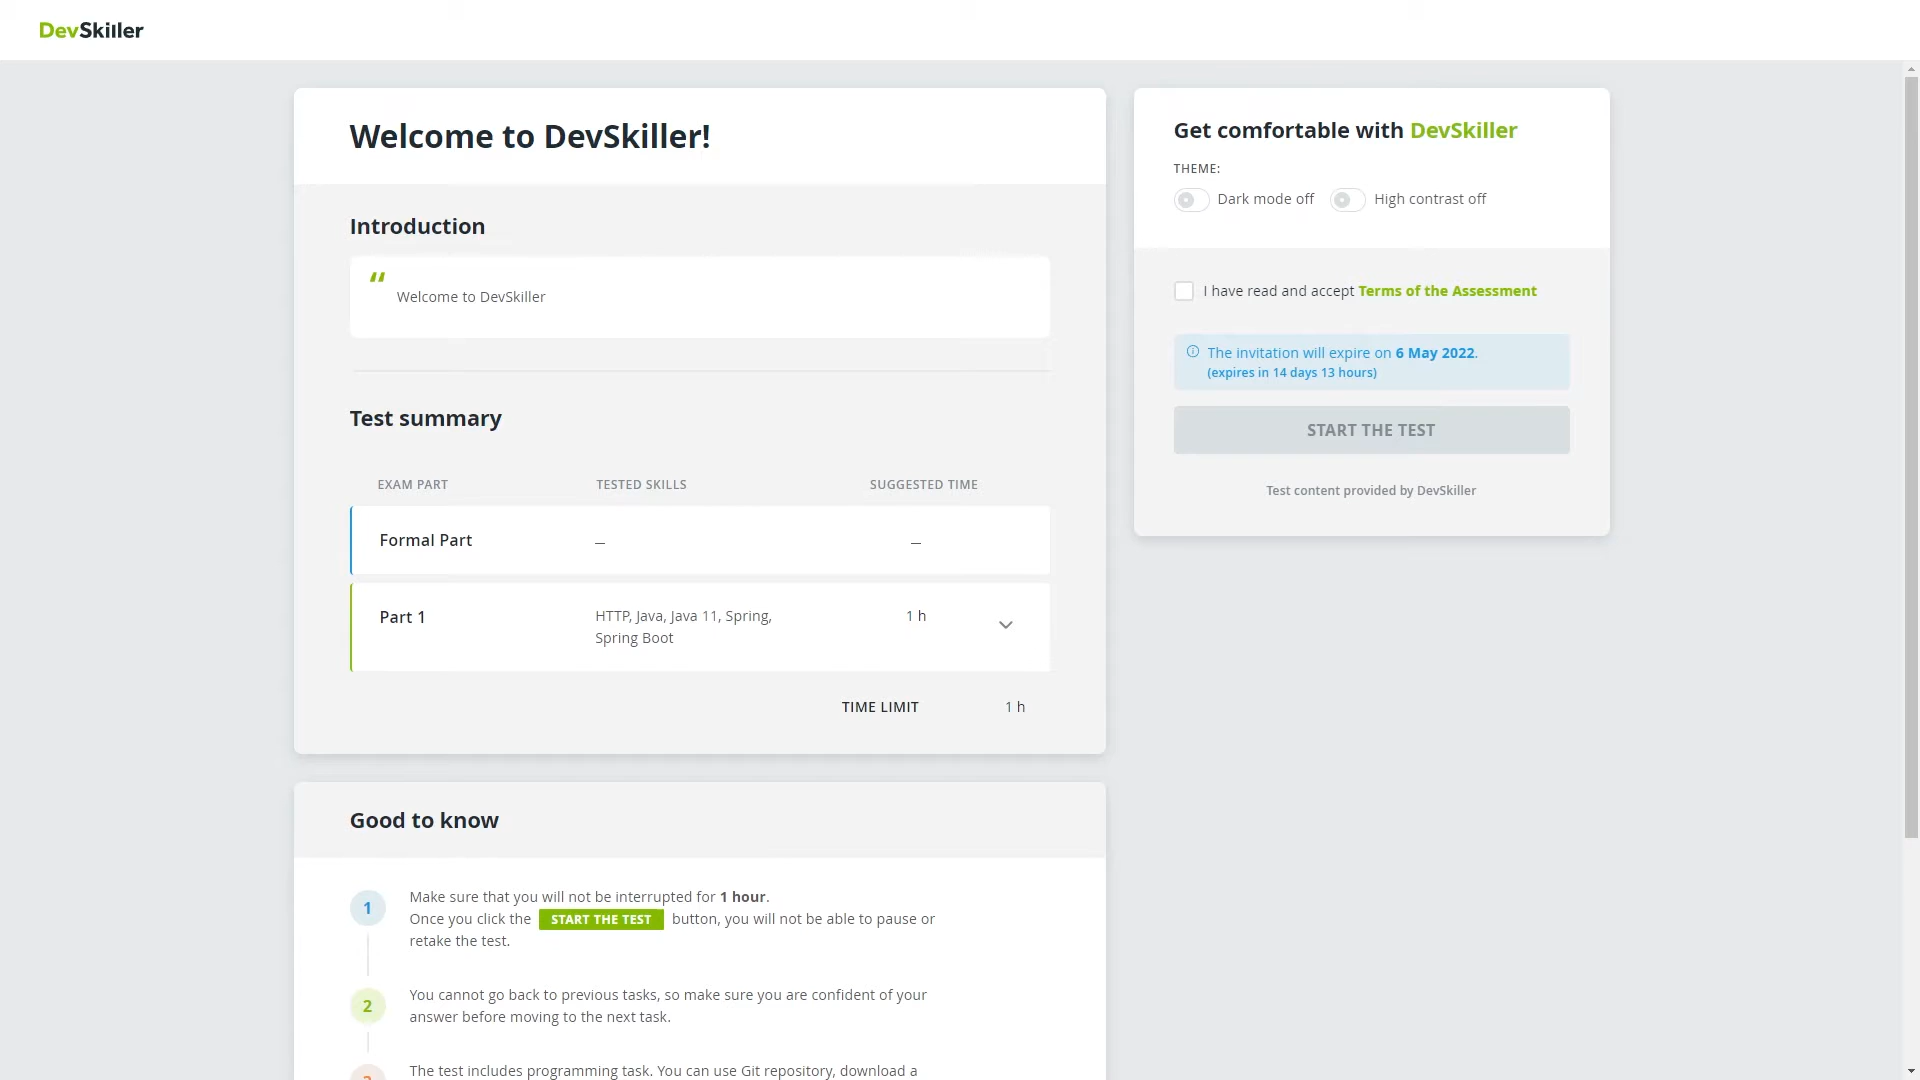 DevSkiller
Welcome to DevSkiller!
Introduction
“
Welcome to DevSkiller
Test summary
EXAM PART TESTED SKILLS SUGGESTED TIME
Formal Part — —
Part 1 HTTP, Java, Java 11, Spring, 1 h
Spring Boot
TIME LIMIT 1 h
Good to know
1 Make sure that you will not be interrupted for 1 hour.
Once you click the START THE TEST button, you will not be able to pause or
retake the test.
2 You cannot go back to previous tasks, so make sure you are confident of your
answer before moving to the next task.
The test includes programming task. You can use Git repository, download a
Get comfortable with DevSkiller
THEME:
Dark mode off High contrast off
I have read and accept Terms of the Assessment
The invitation will expire on 6 May 2022.
(expires in 14 days 13 hours)
START THE TEST
Test content provided by DevSkiller